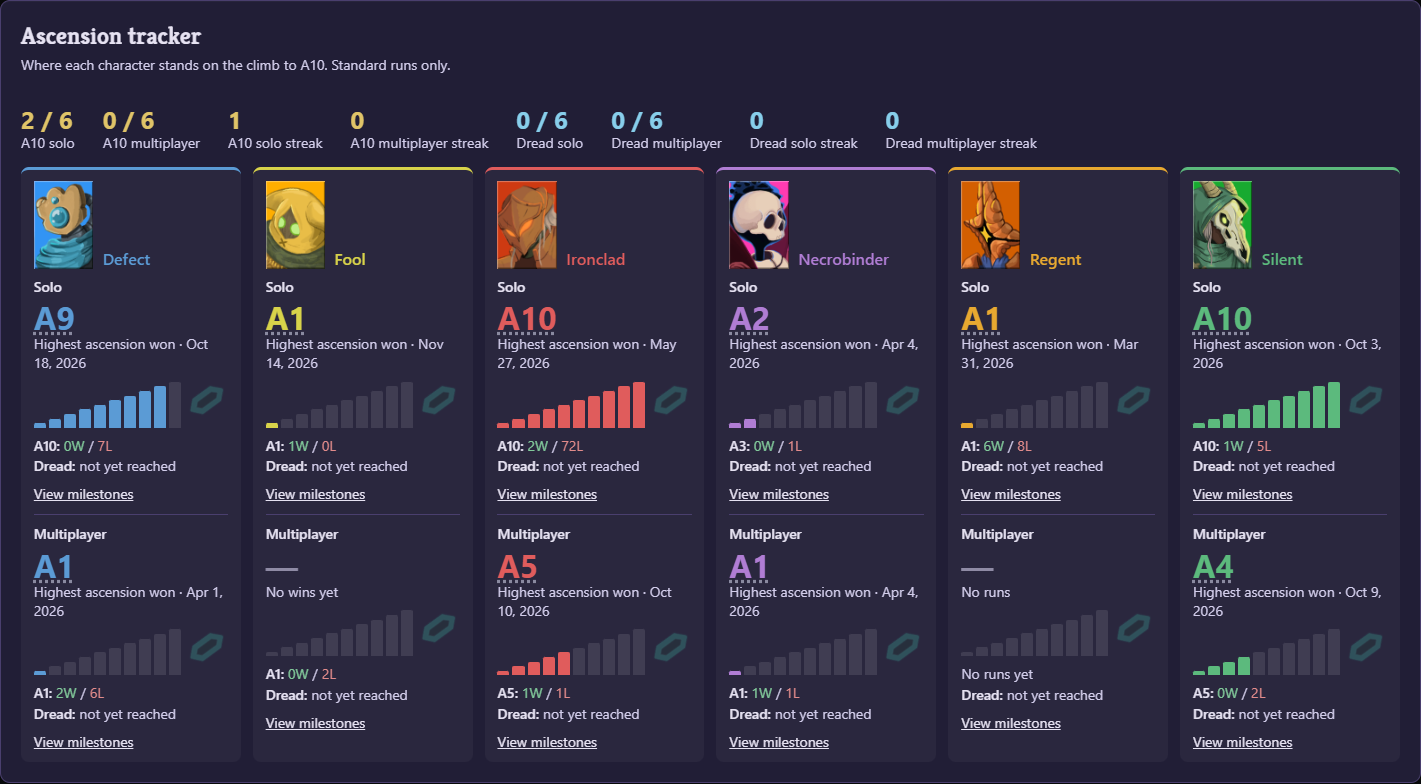 Ascension tracker
Where each character stands on the climb to A10. Standard runs only.
2 / 6
A10 solo
0 / 6
A10 multiplayer
1
A10 solo streak
0
A10 multiplayer streak
0 / 6
Dread solo
0 / 6
Dread multiplayer
0
Dread solo streak
0
Dread multiplayer streak
Defect
Solo
A9
Highest ascension won · Oct
18, 2026
A10: 0W / 7L
Dread: not yet reached
View milestones
Multiplayer
A1
Highest ascension won · Apr 1,
2026
A1: 2W / 6L
Dread: not yet reached
View milestones
Fool
Solo
A1
Highest ascension won · Nov
14, 2026
A1: 1W / 0L
Dread: not yet reached
View milestones
Multiplayer
—
No wins yet
A1: 0W / 2L
Dread: not yet reached
View milestones
Ironclad
Solo
A10
Highest ascension won · May
27, 2026
A10: 2W / 72L
Dread: not yet reached
View milestones
Multiplayer
A5
Highest ascension won · Oct
10, 2026
A5: 1W / 1L
Dread: not yet reached
View milestones
Necrobinder
Solo
A2
Highest ascension won · Apr 4,
2026
A3: 0W / 1L
Dread: not yet reached
View milestones
Multiplayer
A1
Highest ascension won · Apr 4,
2026
A1: 1W / 1L
Dread: not yet reached
View milestones
Regent
Solo
A1
Highest ascension won · Mar
31, 2026
A1: 6W / 8L
Dread: not yet reached
View milestones
Multiplayer
—
No runs
No runs yet
Dread: not yet reached
View milestones
Silent
Solo
A10
Highest ascension won · Oct 3,
2026
A10: 1W / 5L
Dread: not yet reached
View milestones
Multiplayer
A4
Highest ascension won · Oct 9,
2026
A5: 0W / 2L
Dread: not yet reached
View milestones